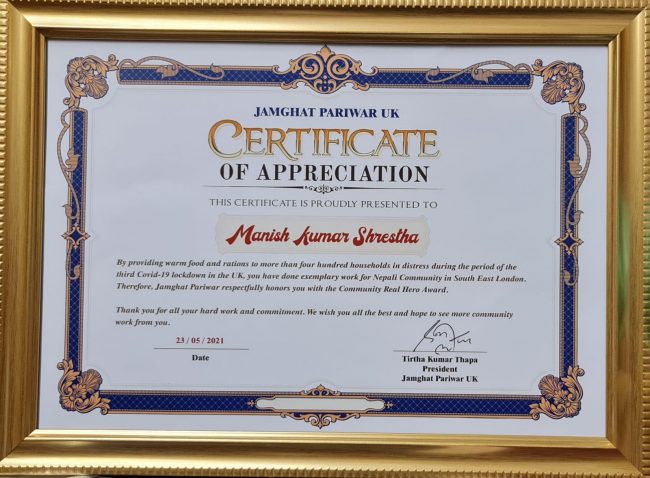 JAMGHAT PARIWAR UK
CERTIFICATE
OF APPRECIATION
THIS CERTIFICATE IS PROUDLY PRESENTED TO
Manish Kumar Shrestha
By providing warm food and rations to more than four hundred households in distress during the period of the
third Covid-19 lockdown in the UK, you have done exemplary work for Nepali Community in South East London.
Therefore, Jamghat Pariwar respectfully honors you with the Community Real Hero Award.
Thank you for all your hard work and commitment. We wish you all the best and hope to see more community
work from you.
23 / 05 / 2021
Date
Tirtha Kumar Thapa
President
Jamghat Pariwar UK